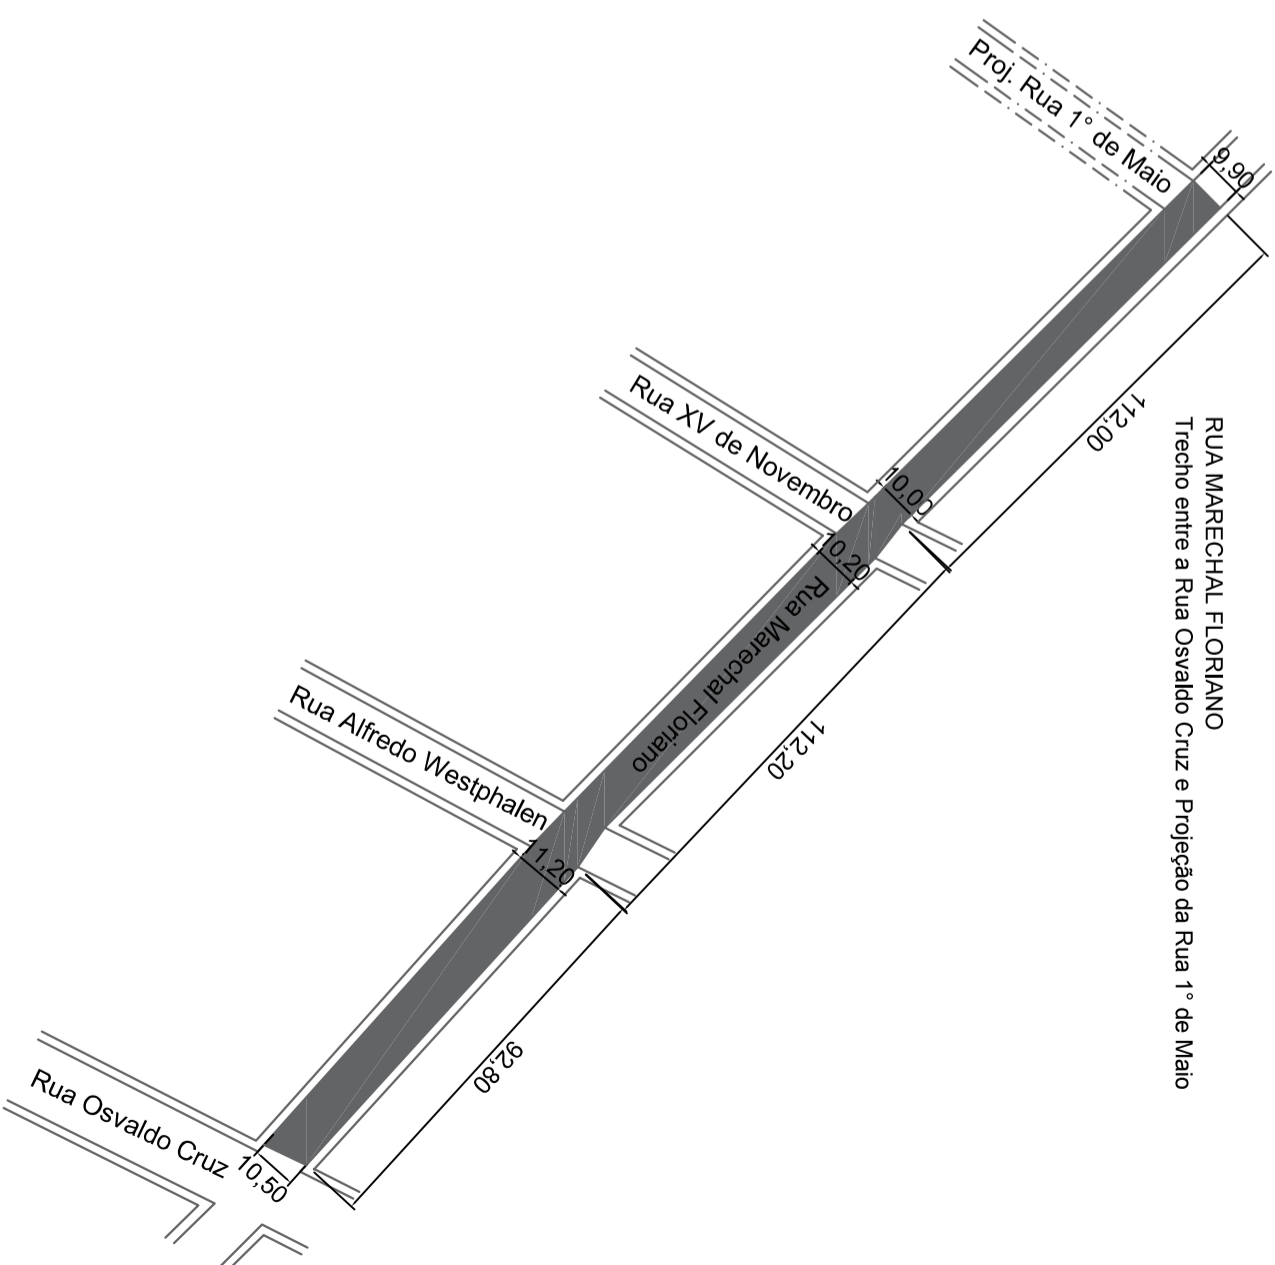 Proj. Rua 1° de Maio
9,90
112,00
RUA MARECHAL FLORIANO
Trecho entre a Rua Osvaldo Cruz e Projeção da Rua 1° de Maio
Rua XV de Novembro
10,00
10,20
Rua Marechal Floriano
112,20
Rua Alfredo Westphalen
11,20
92,80
Rua Osvaldo Cruz
10,50